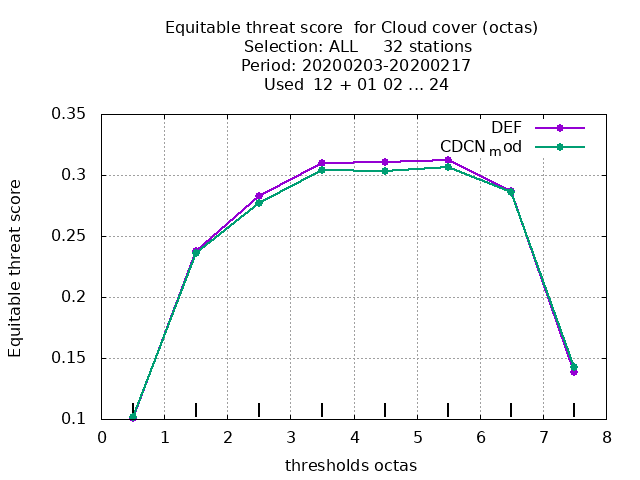 Equitable threat score  for Cloud cover (octas)
Selection: ALL     32 stations
Period: 20200203-20200217
Used  12 + 01 02 ... 24
DEF
CDCNmod
Equitable threat score
0.35
0.3
0.25
0.2
0.15
0.1
0 1 2 3 4 5 6 7 8
thresholds octas